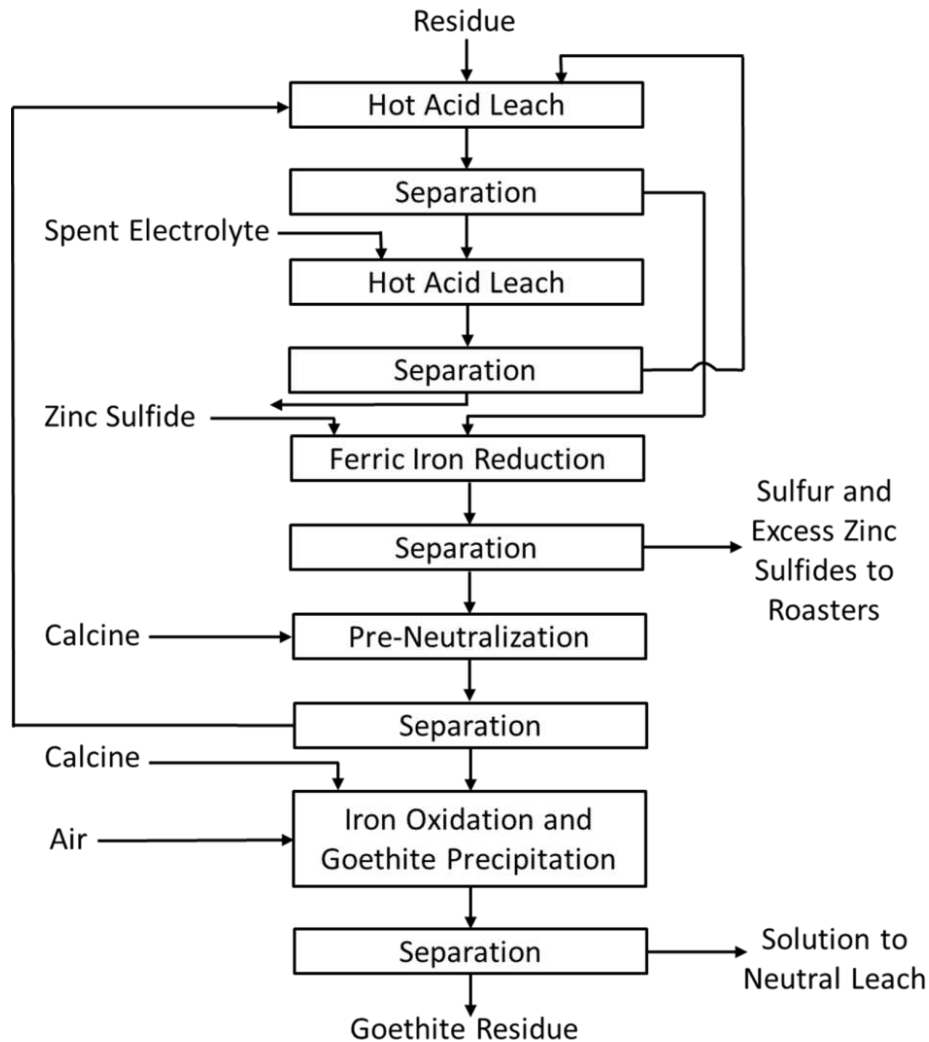 Residue
Hot Acid Leach
Separation
Spent Electrolyte
Hot Acid Leach
Separation
Zinc Sulfide
Ferric Iron Reduction
Separation
Sulfur and
Excess Zinc
Sulfides to
Roasters
Calcine
Pre-Neutralization
Separation
Calcine
Air
Iron Oxidation and
Goethite Precipitation
Separation
Solution to
Neutral Leach
Goethite Residue